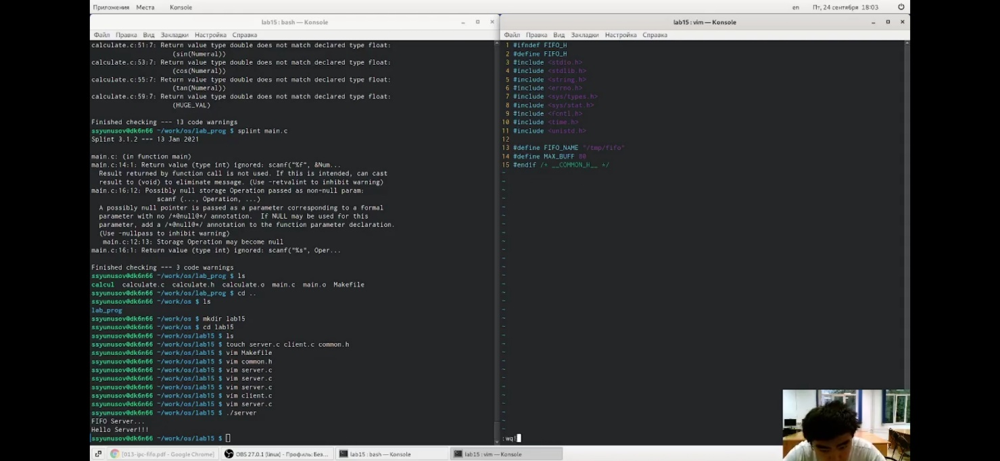 Приложения Места Konsole en Пт, 24 сентября 18:03
lab15 : bash — Konsole
Файл Правка Вид Закладки Настройка Справка
calculate.c:51:7: Return value type double does not match declared type float:
(sin(Numeral))
calculate.c:53:7: Return value type double does not match declared type float:
(cos(Numeral))
calculate.c:55:7: Return value type double does not match declared type float:
(tan(Numeral))
calculate.c:59:7: Return value type double does not match declared type float:
(HUGE_VAL)
Finished checking --- 13 code warnings
ssyunusov@dk6n66 ~/work/os/lab_prog $ splint main.c
Splint 3.1.2 --- 13 Jan 2021
main.c: (in function main)
main.c:14:1: Return value (type int) ignored: scanf("%f", &Num...
Result returned by function call is not used. If this is intended, can cast
result to (void) to eliminate message. (Use -retvalint to inhibit warning)
main.c:16:12: Possibly null storage Operation passed as non-null param:
scanf (..., Operation, ...)
A possibly null pointer is passed as a parameter corresponding to a formal
parameter with no /*@null@*/ annotation. If NULL may be used for this
parameter, add a /*@null@*/ annotation to the function parameter declaration.
(Use -nullpass to inhibit warning)
main.c:12:13: Storage Operation may become null
main.c:16:1: Return value (type int) ignored: scanf("%s", Oper...
Finished checking --- 3 code warnings
ssyunusov@dk6n66 ~/work/os/lab_prog $ ls
calcul calculate.c calculate.h calculate.o main.c main.o Makefile
ssyunusov@dk6n66 ~/work/os/lab_prog $ cd ..
ssyunusov@dk6n66 ~/work/os $ ls
lab_prog
ssyunusov@dk6n66 ~/work/os $ mkdir lab15
ssyunusov@dk6n66 ~/work/os $ cd lab15
ssyunusov@dk6n66 ~/work/os/lab15 $ ls
ssyunusov@dk6n66 ~/work/os/lab15 $ touch server.c client.c common.h
ssyunusov@dk6n66 ~/work/os/lab15 $ vim Makefile
ssyunusov@dk6n66 ~/work/os/lab15 $ vim common.h
ssyunusov@dk6n66 ~/work/os/lab15 $ vim server.c
ssyunusov@dk6n66 ~/work/os/lab15 $ vim server.c
ssyunusov@dk6n66 ~/work/os/lab15 $ vim server.c
ssyunusov@dk6n66 ~/work/os/lab15 $ vim client.c
ssyunusov@dk6n66 ~/work/os/lab15 $ vim server.c
ssyunusov@dk6n66 ~/work/os/lab15 $ ./server
FIFO Server...
Hello Server!!!
ssyunusov@dk6n66 ~/work/os/lab15 $
lab15 : vim — Konsole
Файл Правка Вид Закладки Настройка Справка
1 #ifndef FIFO_H
2 #define FIFO_H
3 #include <stdio.h>
4 #include <stdlib.h>
5 #include <string.h>
6 #include <errno.h>
7 #include <sys/types.h>
8 #include <sys/stat.h>
9 #include <fcntl.h>
10 #include <time.h>
11 #include <unistd.h>
12
13 #define FIFO_NAME "/tmp/fifo"
14 #define MAX_BUFF 80
15 #endif /* __COMMON_H__ */
:wq!
[013-ipc-fifo.pdf - Google Chrome] OBS 27.0.1 (linux) - Профиль: Без... lab15 : bash — Konsole lab15 : vim — Konsole